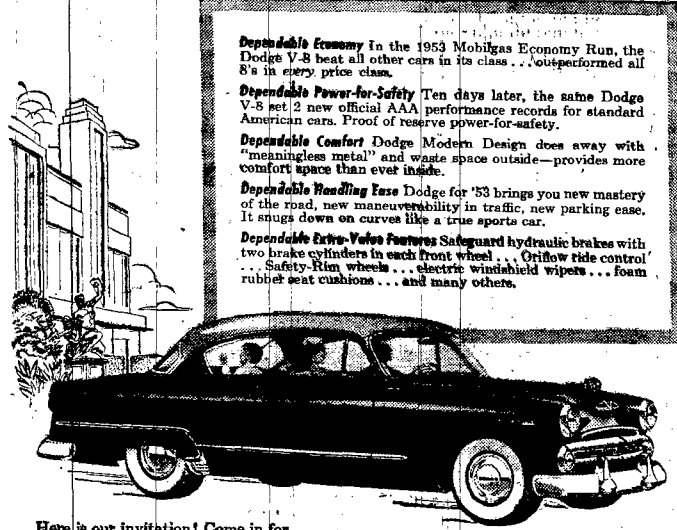 Dependable Economy In the 1953 Mobilgas Economy Run, the
Dodge V-8 beat all other cars in its class . . . outperformed all
8's in every price class.
Dependable Power-for-Safety Ten days later, the same Dodge
V-8 set 2 new official AAA performance records for standard
American cars. Proof of reserve power-for-safety.
Dependable Comfort Dodge Modern Design does away with
"meaningless metal" and waste space outside—provides more
comfort space than ever inside.
Dependable Handling Ease Dodge for '53 brings you new mastery
of the road, new maneuverability in traffic, new parking ease.
It snugs down on curves like a true sports car.
Dependable Extra-Value Features Safeguard hydraulic brakes with
two brake cylinders in each front wheel . . . Oriflow ride control
. . . Safety-Rim wheels . . . electric windshield wipers . . . foam
rubber seat cushions . . . and many others.
Here is our invitation! Come in for